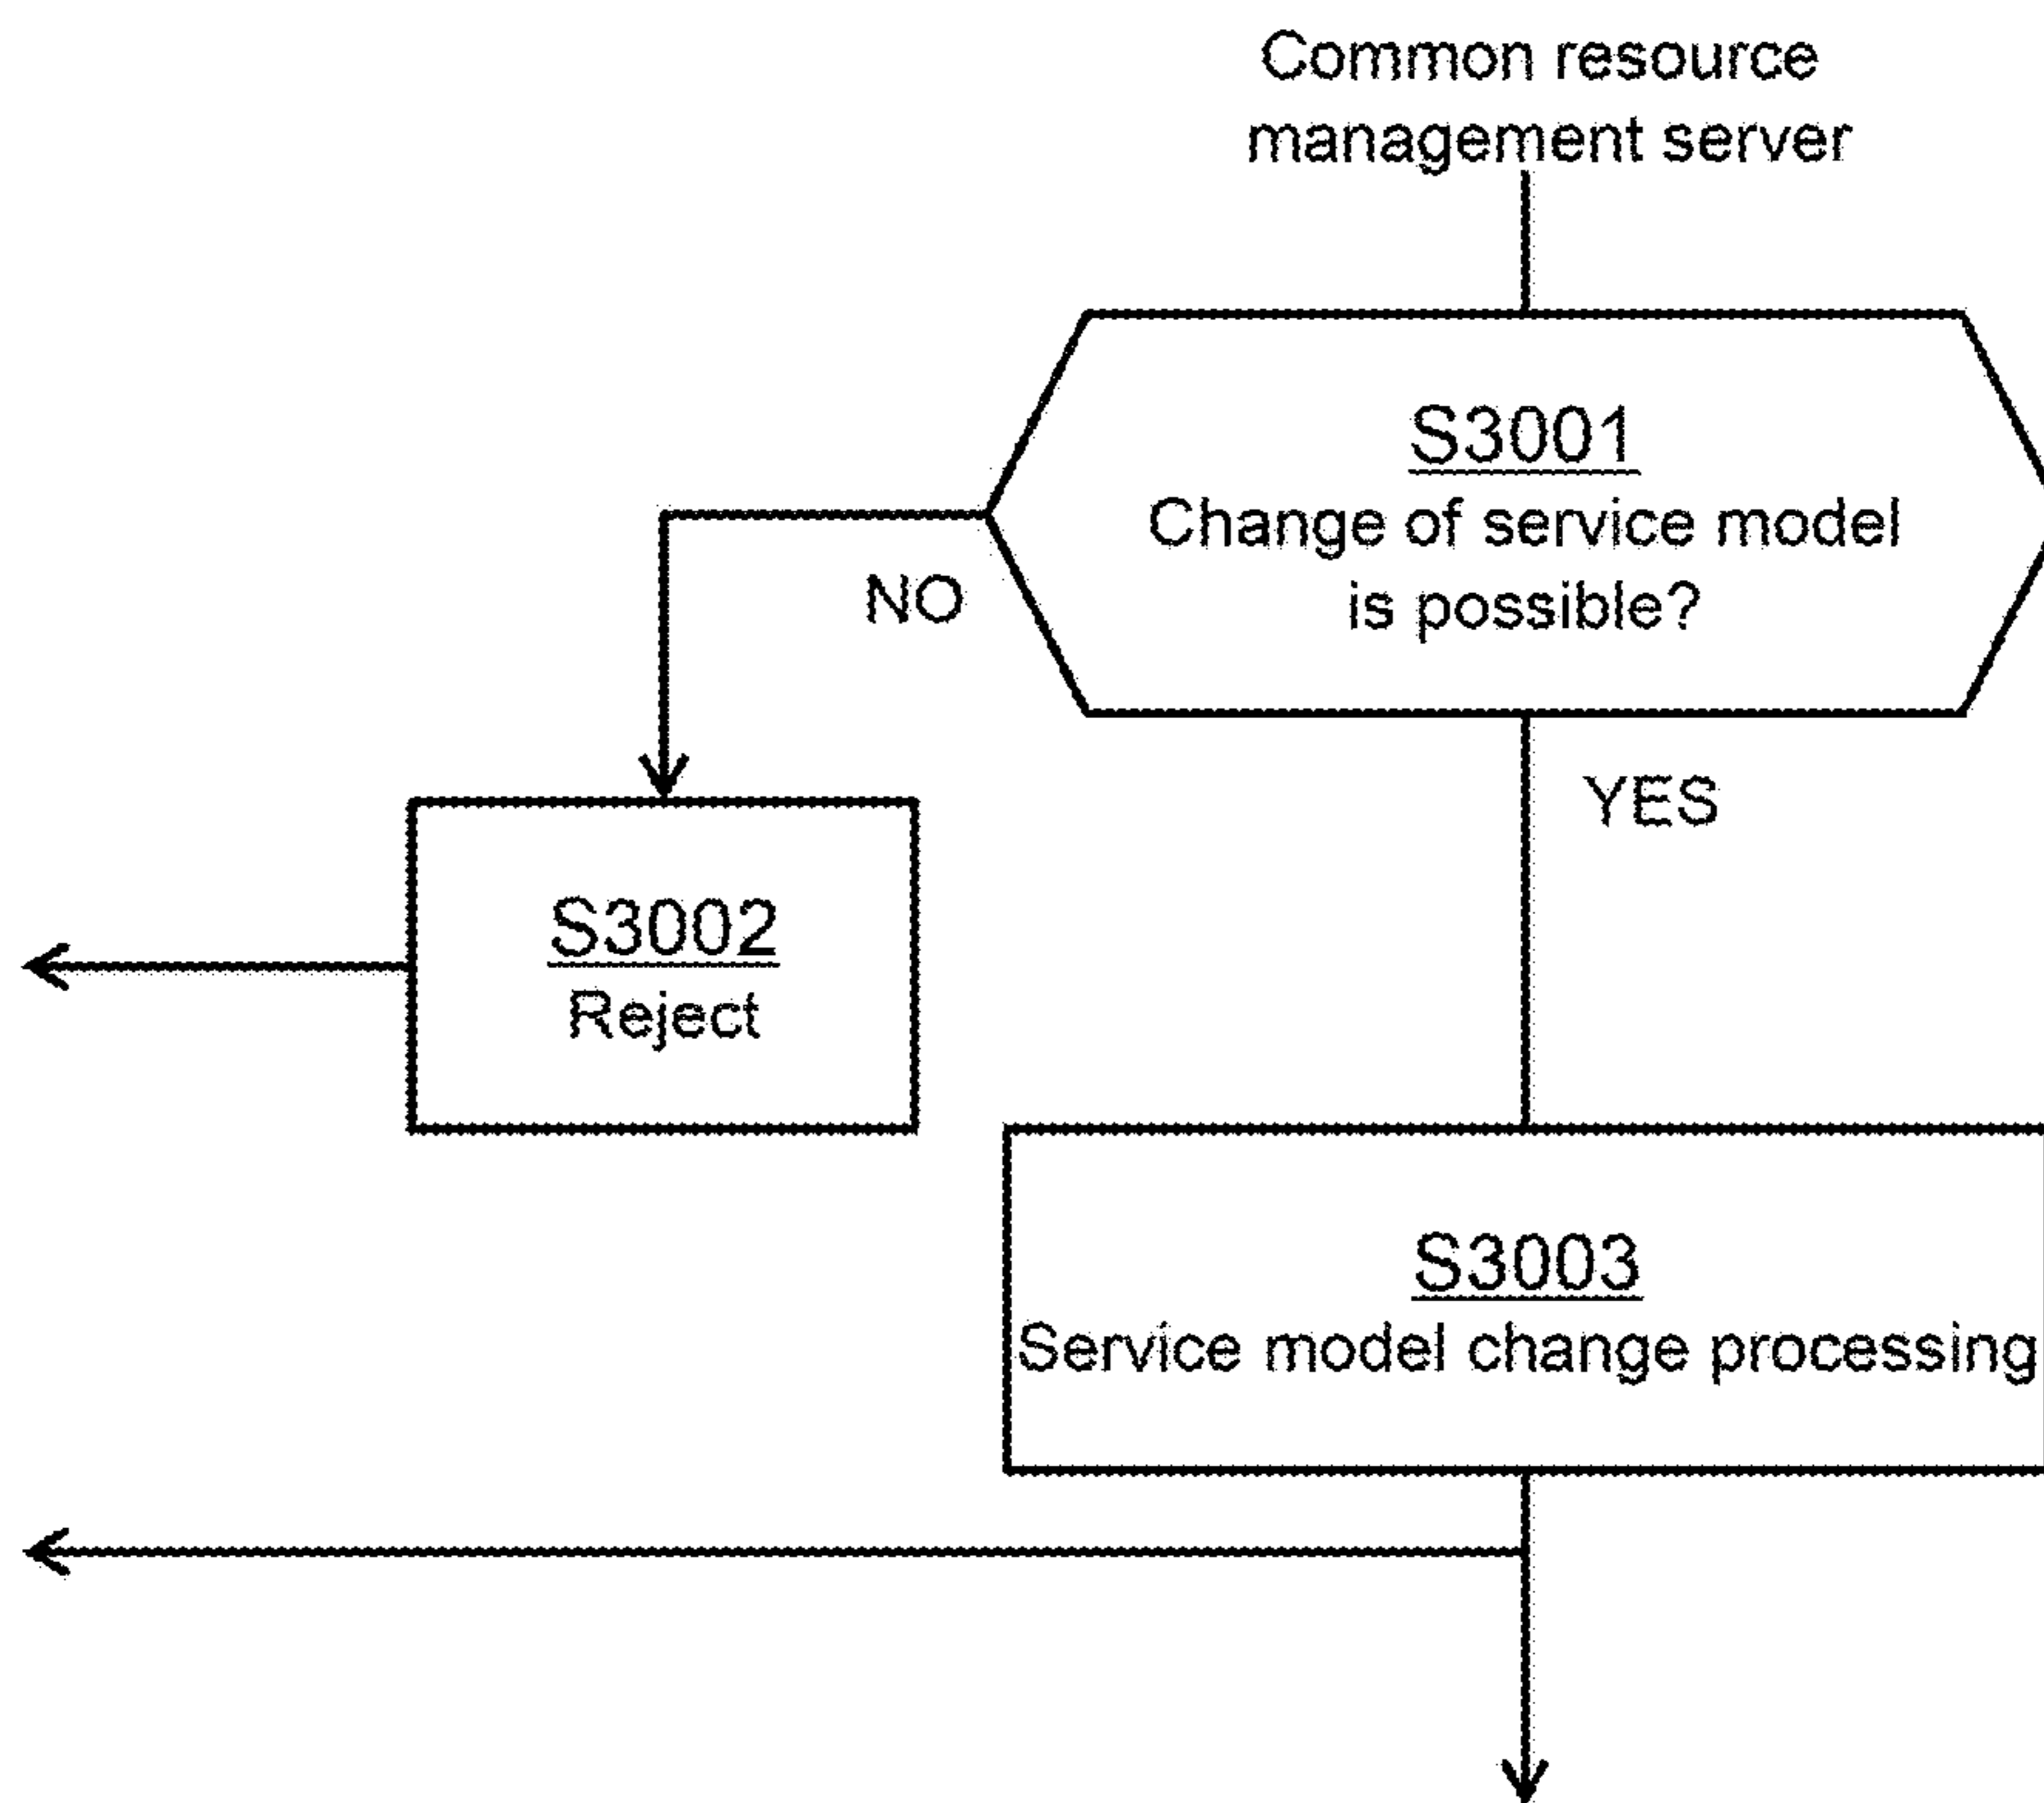 Common resource
management server
S3001
Change of service model
is possible?
NO
YES
S3002
Reject
S3003
Service model change processing